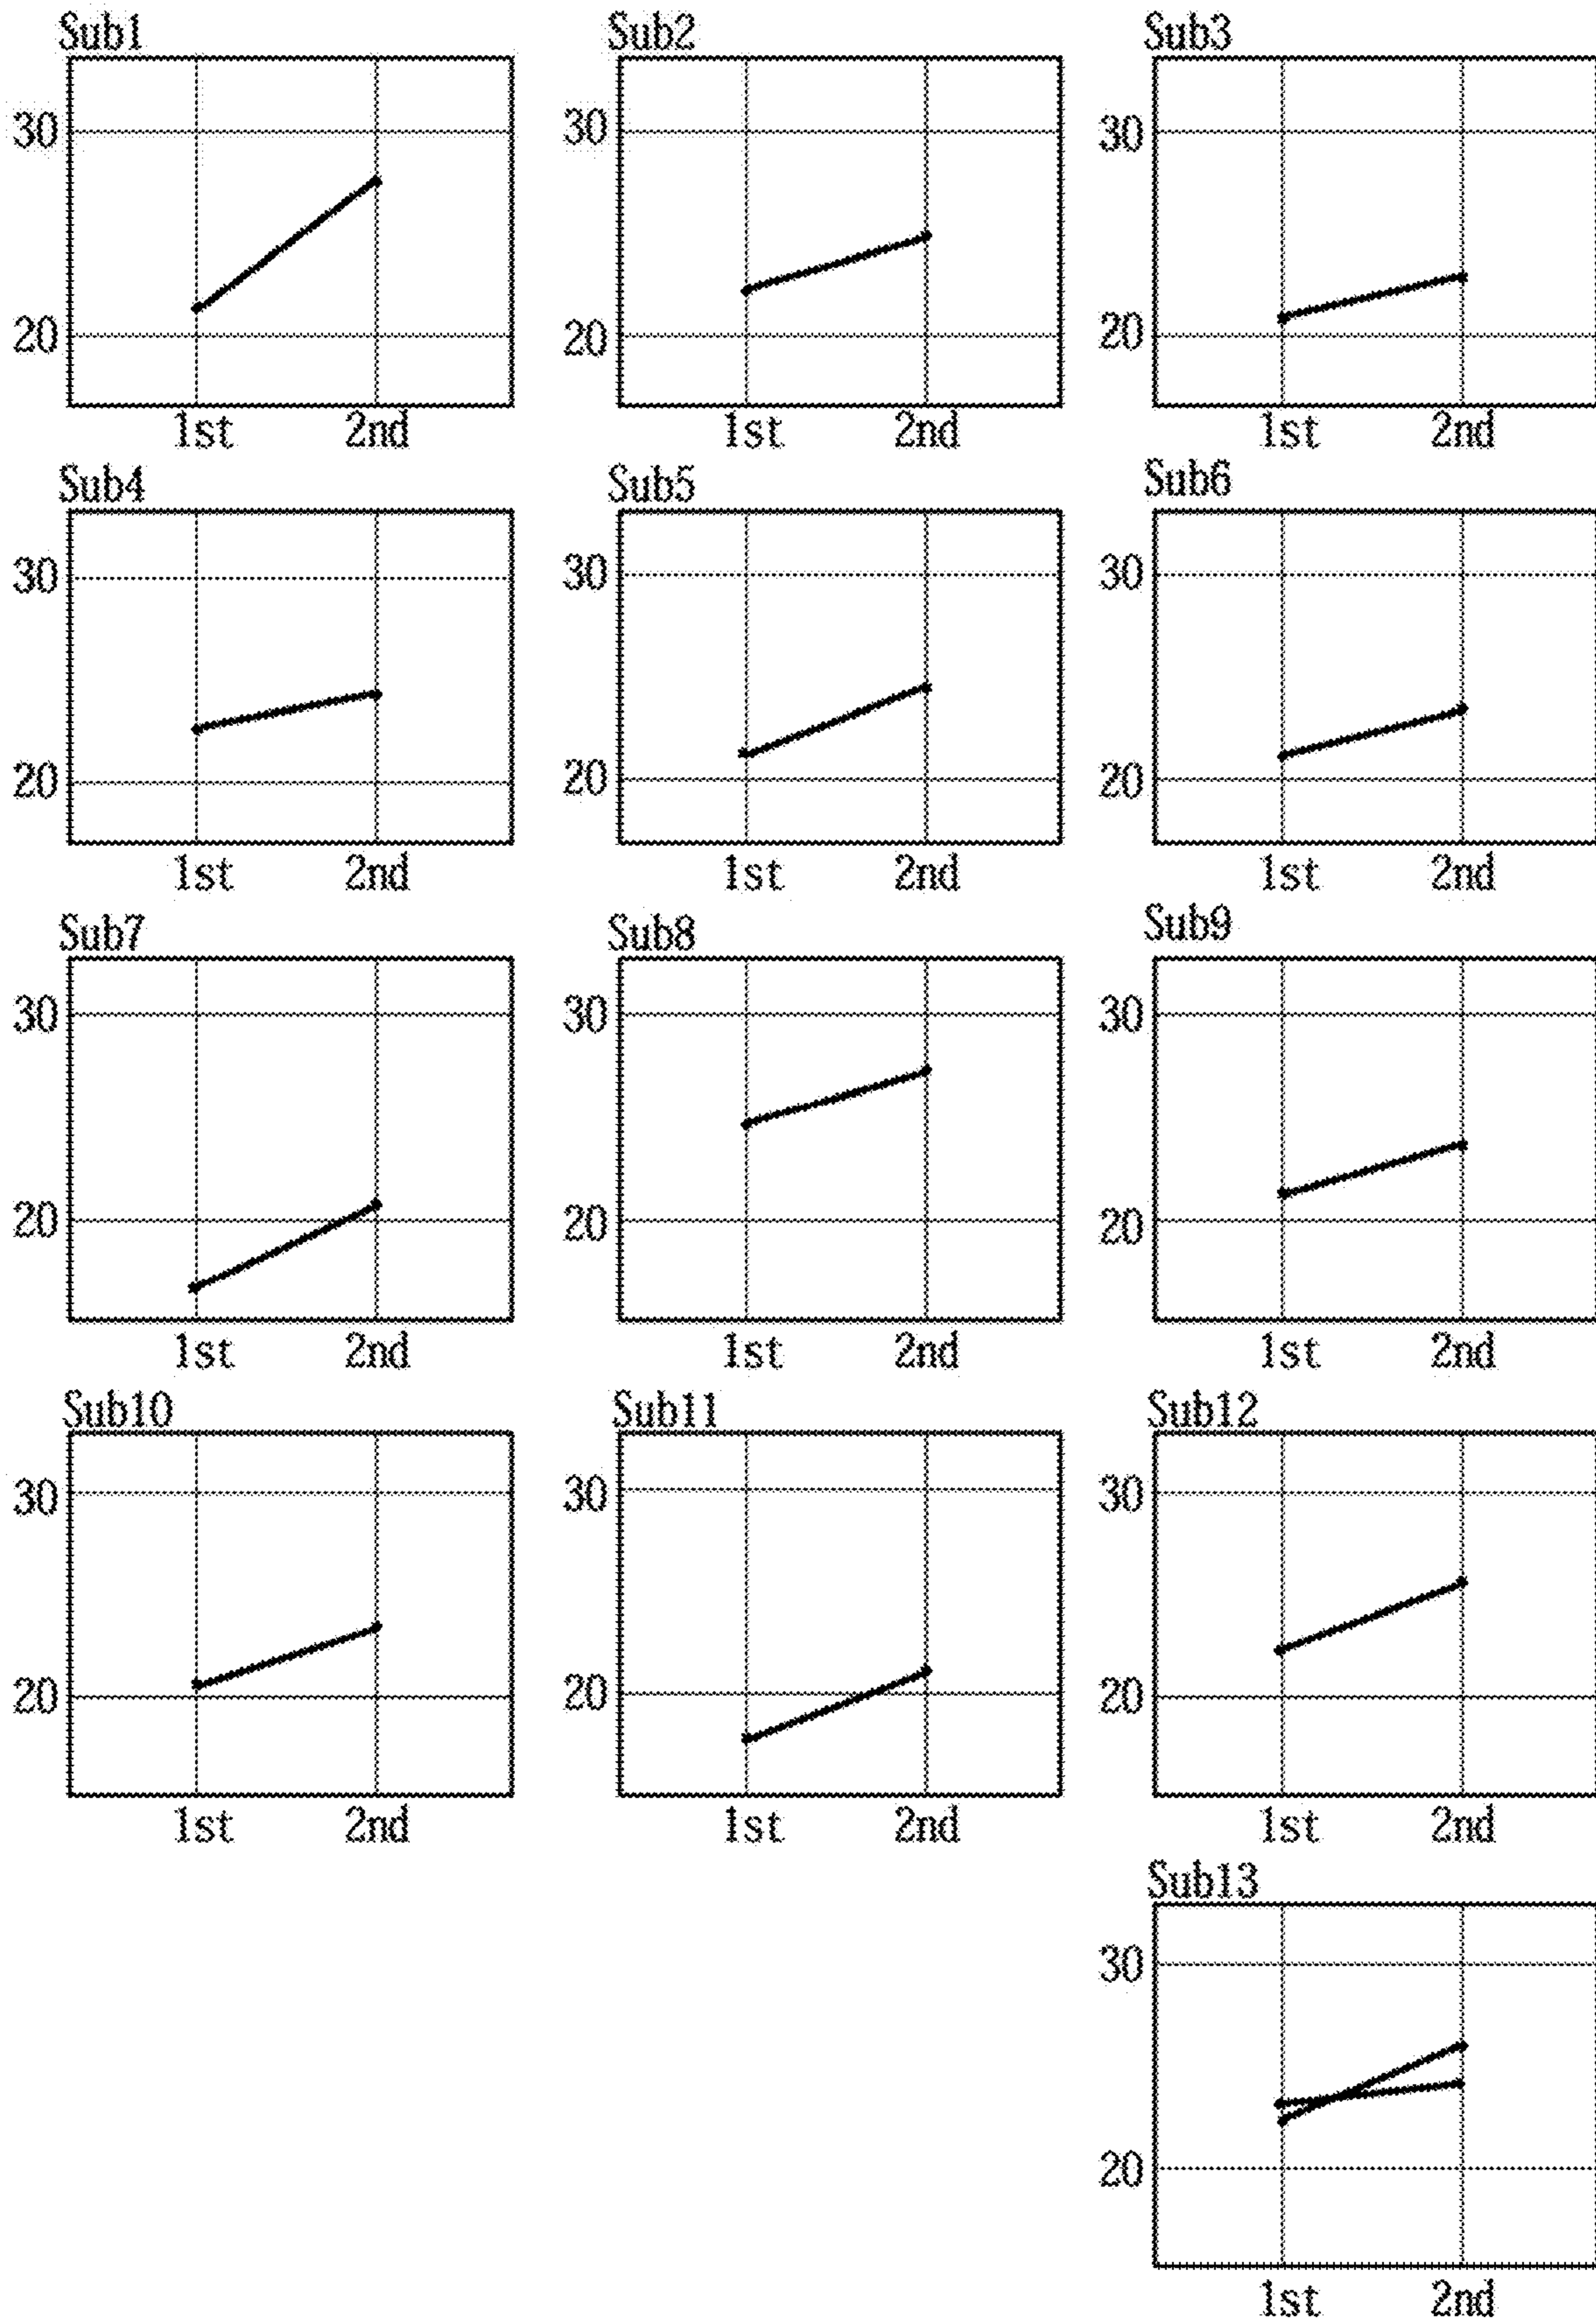 Sub1 Sub2 Sub3
30 30 30
20 20 20
1st 2nd 1st 2nd 1st 2nd
Sub4 Sub5 Sub6
30 30 30
20 20 20
1st 2nd 1st 2nd 1st 2nd
Sub7 Sub8 Sub9
30 30 30
20 20 20
1st 2nd 1st 2nd 1st 2nd
Sub10 Sub11 Sub12
30 30 30
20 20 20
1st 2nd 1st 2nd 1st 2nd
Sub13
30
20
1st 2nd